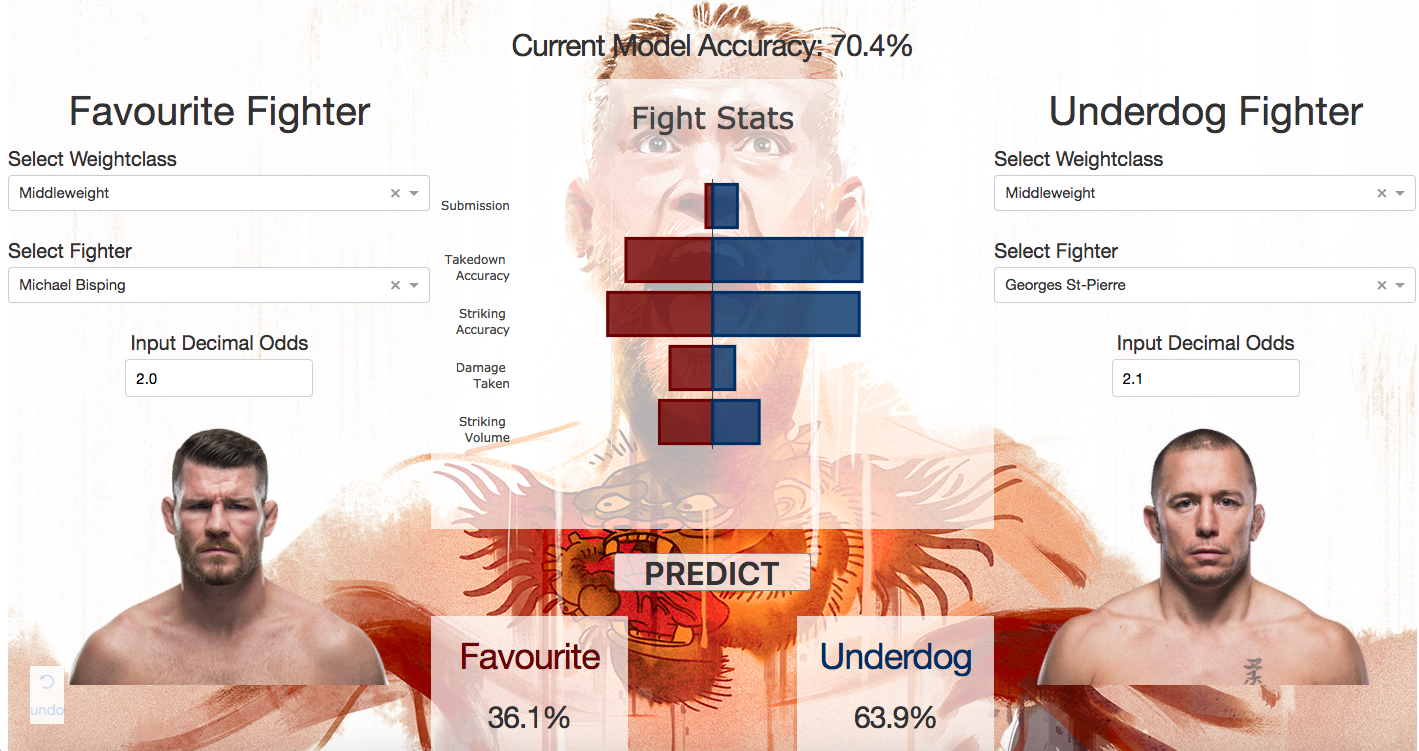 Current Model Accuracy: 70.4%
Favourite Fighter
Select Weightclass
Middleweight
Select Fighter
Michael Bisping
Input Decimal Odds
2.0
Fight Stats
Submission
Takedown
Accuracy
Striking
Accuracy
Damage
Taken
Striking
Volume
Underdog Fighter
Select Weightclass
Middleweight
Select Fighter
Georges St-Pierre
Input Decimal Odds
2.1
PREDICT
Favourite
36.1%
Underdog
63.9%
undo